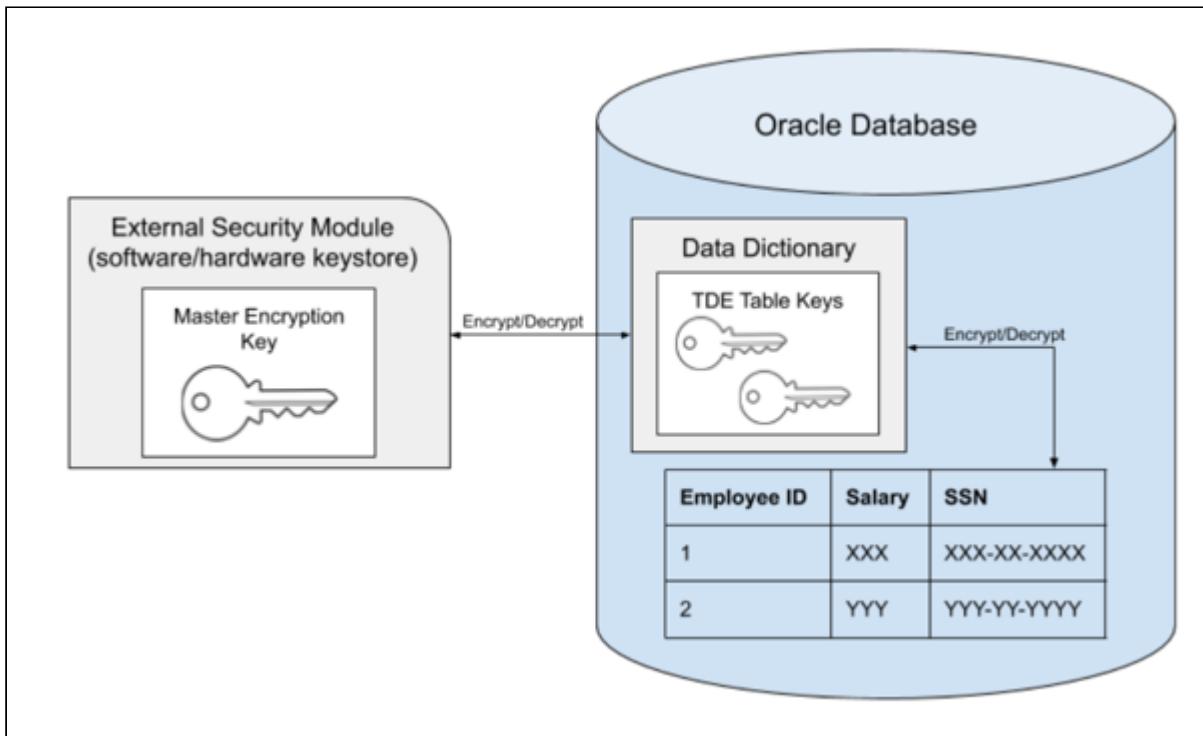 Oracle Database
External Security Module
(software/hardware keystore)
Master Encryption
Key
Encrypt/Decrypt
Data Dictionary
TDE Table Keys
Encrypt/Decrypt
Employee ID Salary SSN
1 XXX XXX-XX-XXXX
2 YYY YYY-YY-YYYY